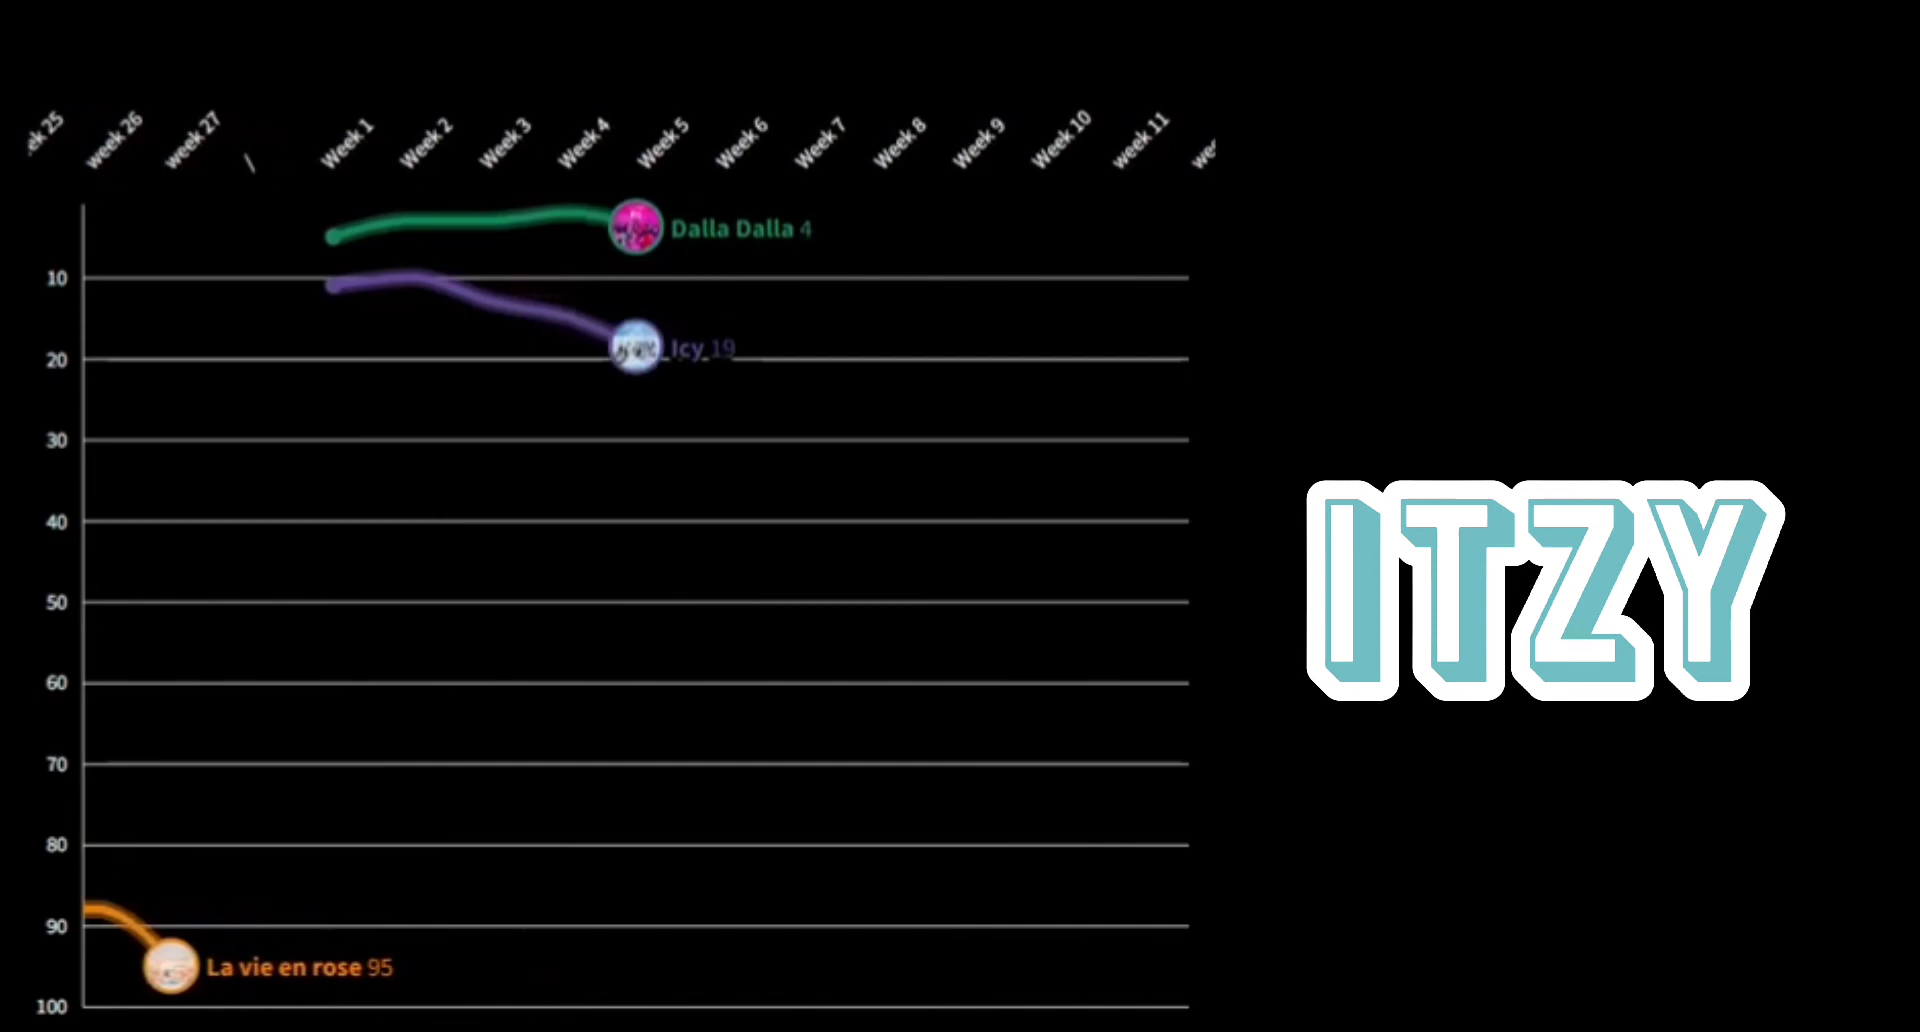 week 26
week 27
/
Week 1
Week 2
Week 3
Week 4
Week 5
Week 6
Week 7
Week 8
Week 9
Week 10
week 11
Dalla Dalla 4
10
Icy 19
20
30
40
50
60
70
80
90
La vie en rose 95
100
ITZY